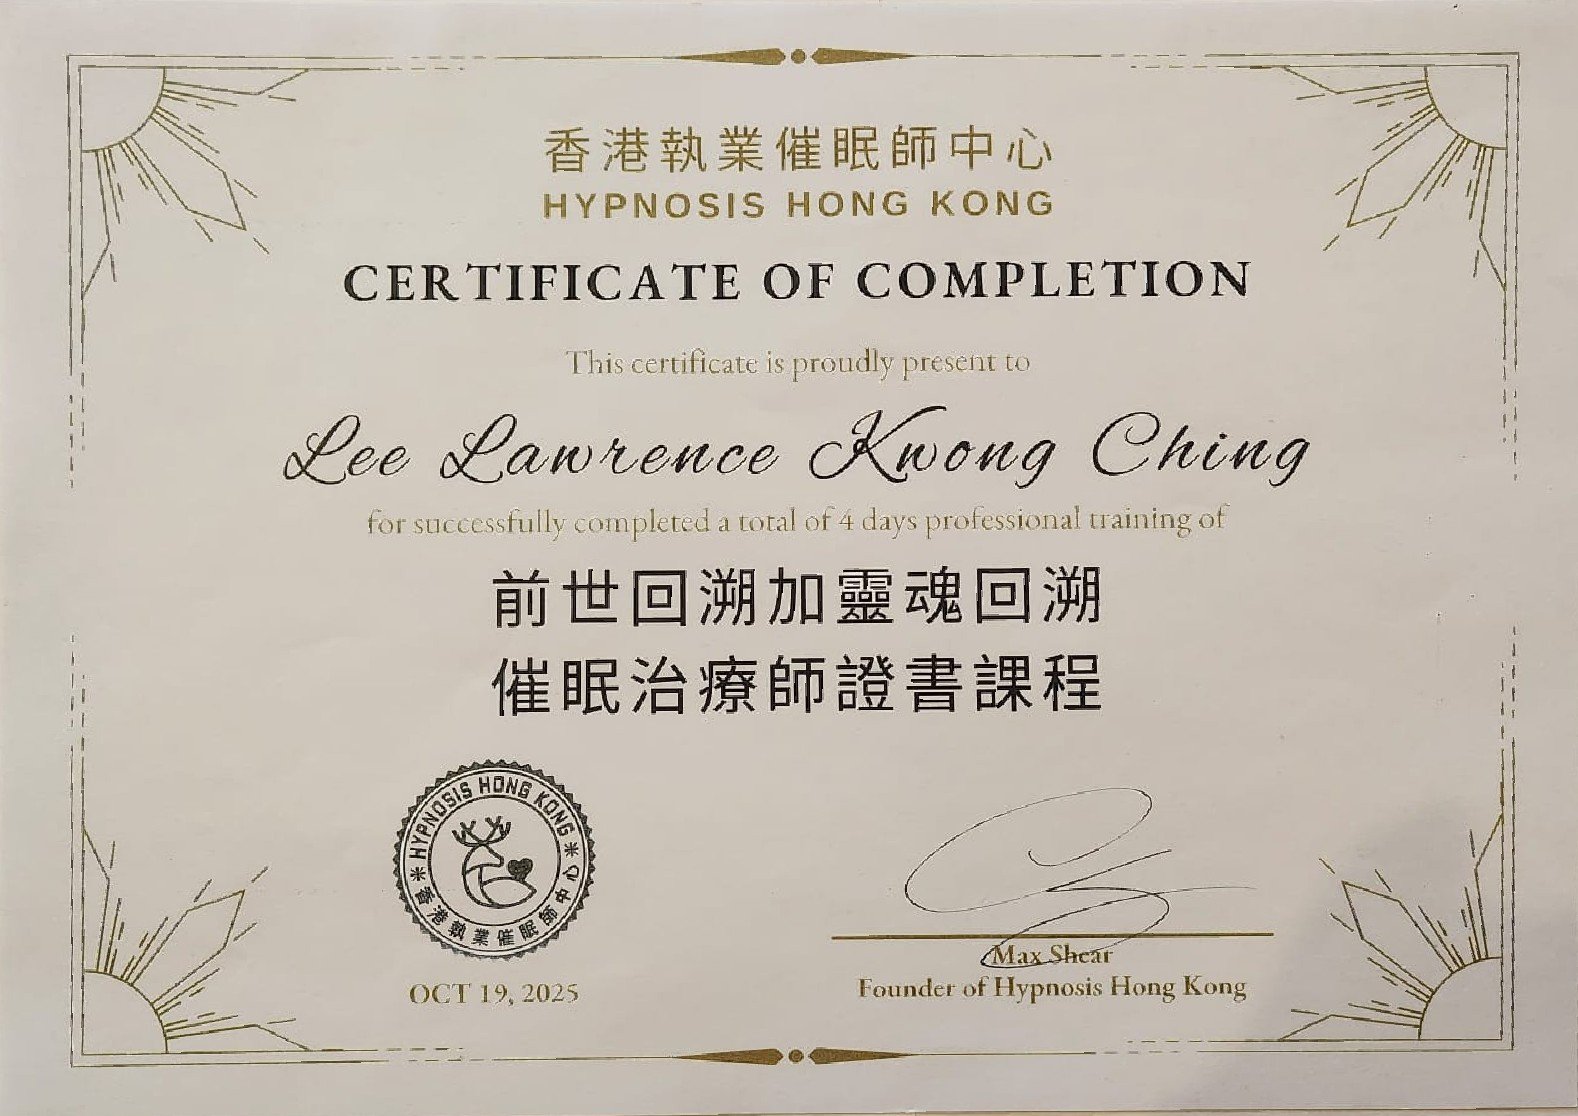 香港執業催眠師中心
HYPNOSIS HONG KONG
CERTIFICATE OF COMPLETION
This certificate is proudly present to
Lee Lawrence Kwong Ching
for successfully completed a total of 4 days professional training of
前世回溯加靈魂回溯
催眠治療師證書課程
HYPNOSIS HONG KONG
香港執業催眠師中心
OCT 19, 2025
Max Shear
Founder of Hypnosis Hong Kong